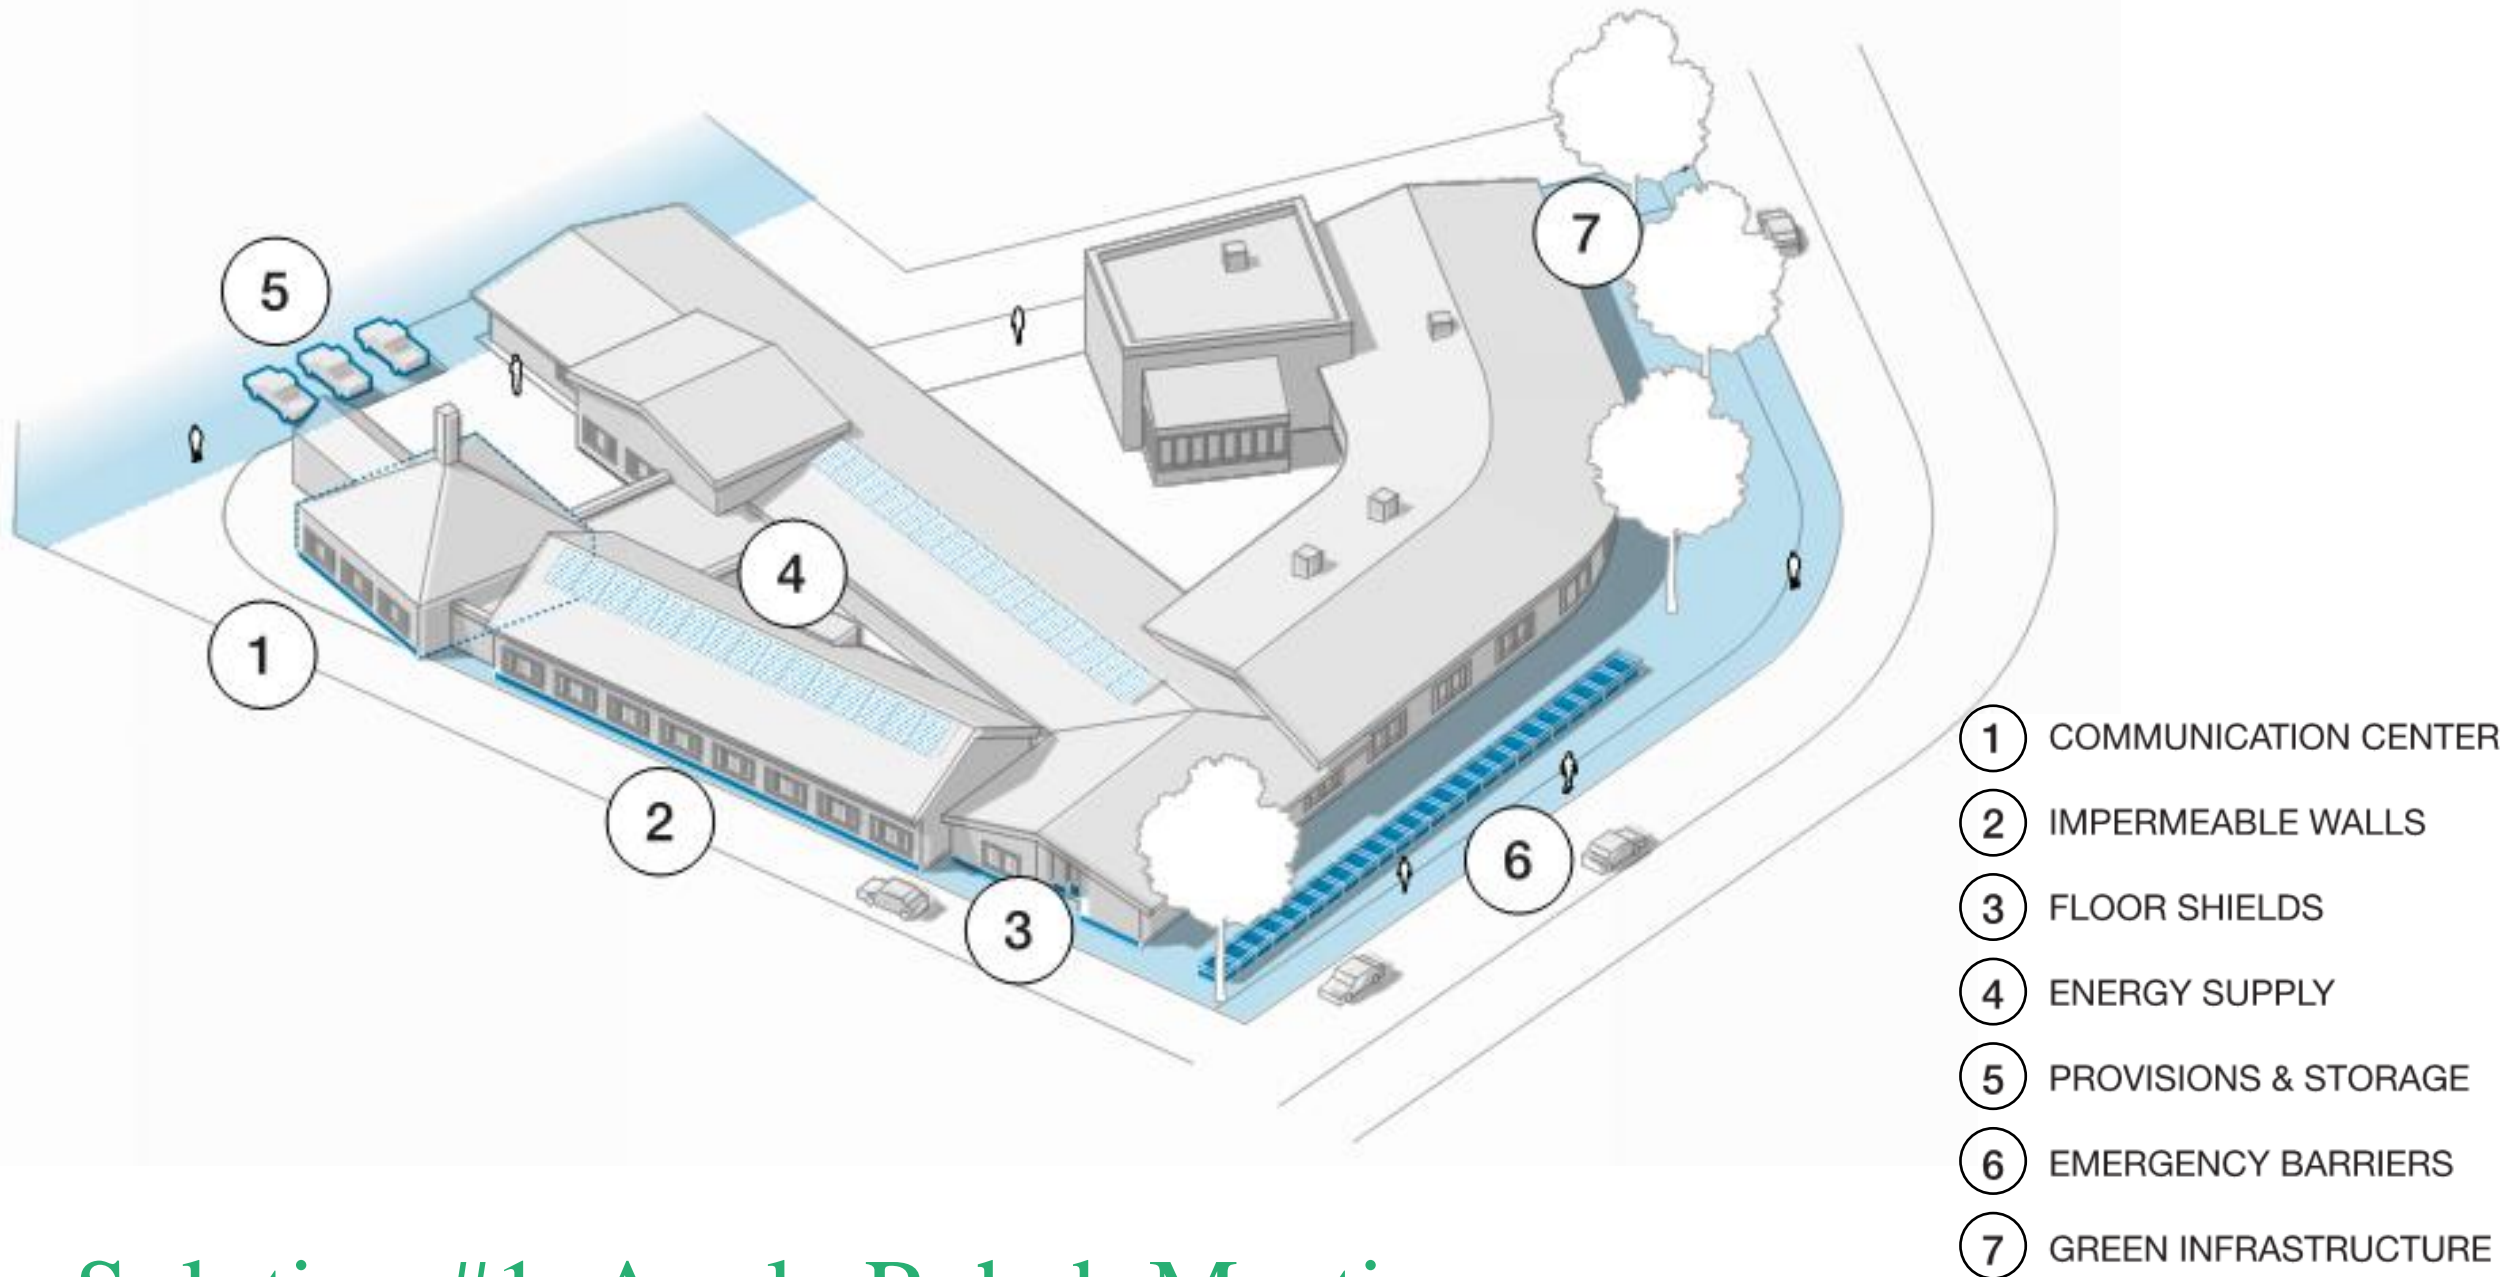 5
7
4
1
2
3
6
1 COMMUNICATION CENTER
2 IMPERMEABLE WALLS
3 FLOOR SHIELDS
4 ENERGY SUPPLY
5 PROVISIONS & STORAGE
6 EMERGENCY BARRIERS
7 GREEN INFRASTRUCTURE